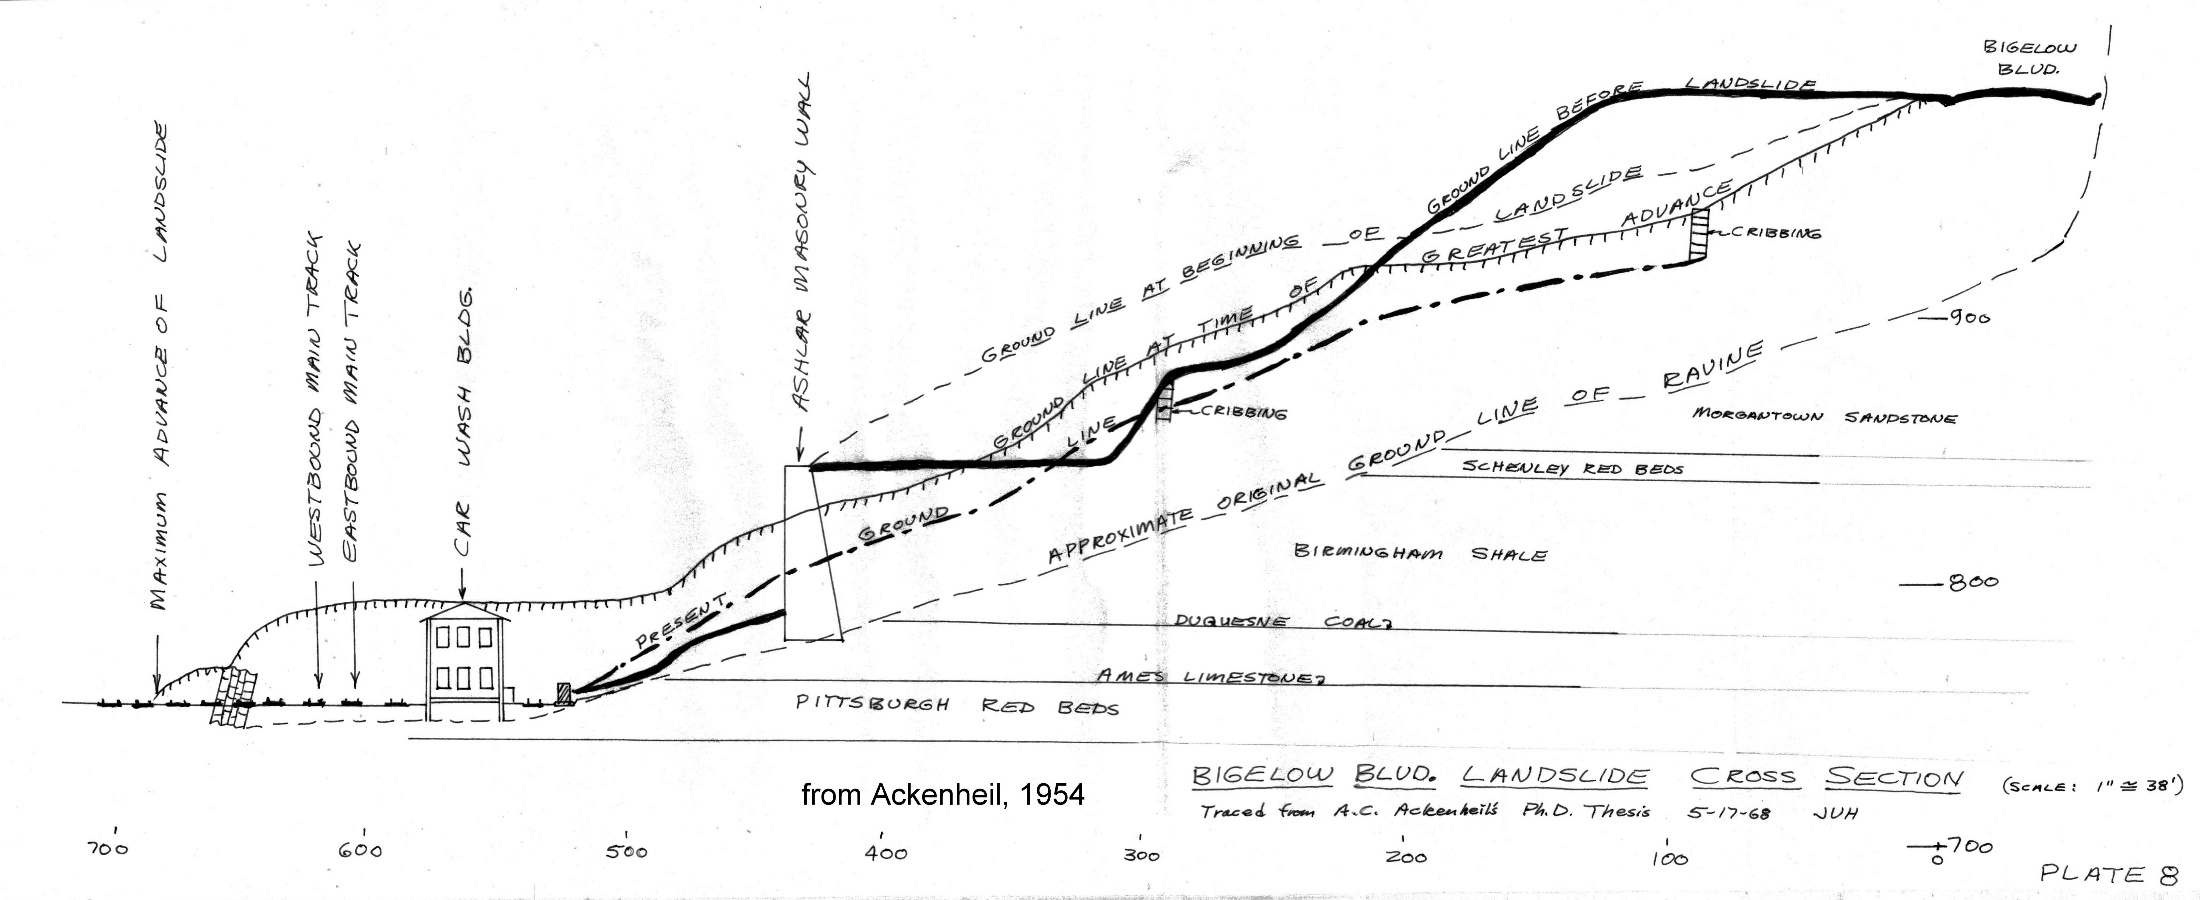 MAXIMUM ADVANCE OF LANDSLIDE
WESTBOUND MAIN TRACK
EASTBOUND MAIN TRACK
CAR WASH BLDG.
ASHLAR MASONRY WALL
BIGELOW
BLVD.
GROUND LINE BEFORE LANDSLIDE
GROUND LINE AT BEGINNING OF LANDSLIDE
GROUND LINE AT TIME OF GREATEST ADVANCE
CRIBBING
CRIBBING
PRESENT GROUND LINE
APPROXIMATE ORIGINAL GROUND LINE OF RAVINE
900
MORGANTOWN SANDSTONE
SCHENLEY RED BEDS
BIRMINGHAM SHALE
800
DUQUESNE COAL
AMES LIMESTONE
PITTSBURGH RED BEDS
BIGELOW BLVD. LANDSLIDE CROSS SECTION (SCALE: 1" ≅ 38')
from Ackenheil, 1954
Traced from A.C. Ackenheil's Ph.D. Thesis 5-17-68 JUH
700 600 500 400 300 200 100 0
700
PLATE 8